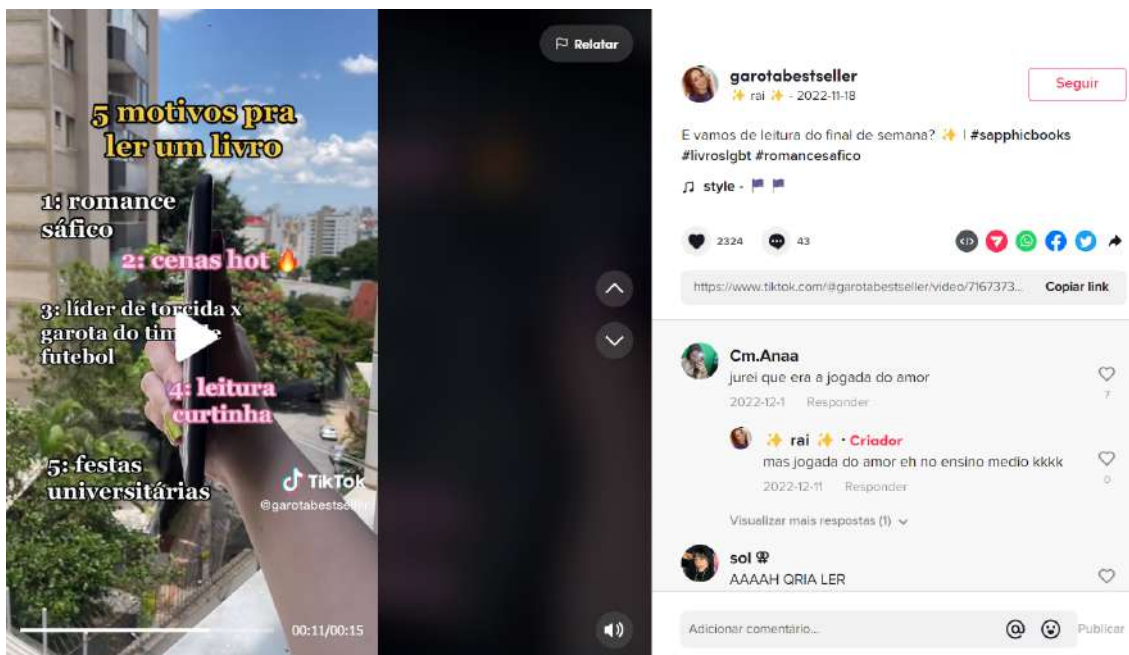 5 motivos pra
ler um livro
1: romance
sáfico
2: cenas hot 🔥
3: líder de torcida x
garota do time de
futebol
4: leitura
curtinha
5: festas
universitárias
TikTok
@garotabestseller
00:11/00:15
Relatar
garotabestseller
✨ rai ✨ - 2022-11-18
Seguir
E vamos de leitura do final de semana? ✨ | #sapphicbooks
#livroslgbt #romancesafico
♫ style - 
2324 43
https://www.tiktok.com/@garotabestseller/video/7167373... Copiar link
Cm.Anaa
jurei que era a jogada do amor
7
2022-12-1 Responder
✨ rai ✨ · Criador
mas jogada do amor eh no ensino medio kkkk
0
2022-12-11 Responder
Visualizar mais respostas (1)
sol
AAAAH QRIA LER
Adicionar comentário... @ Publicar